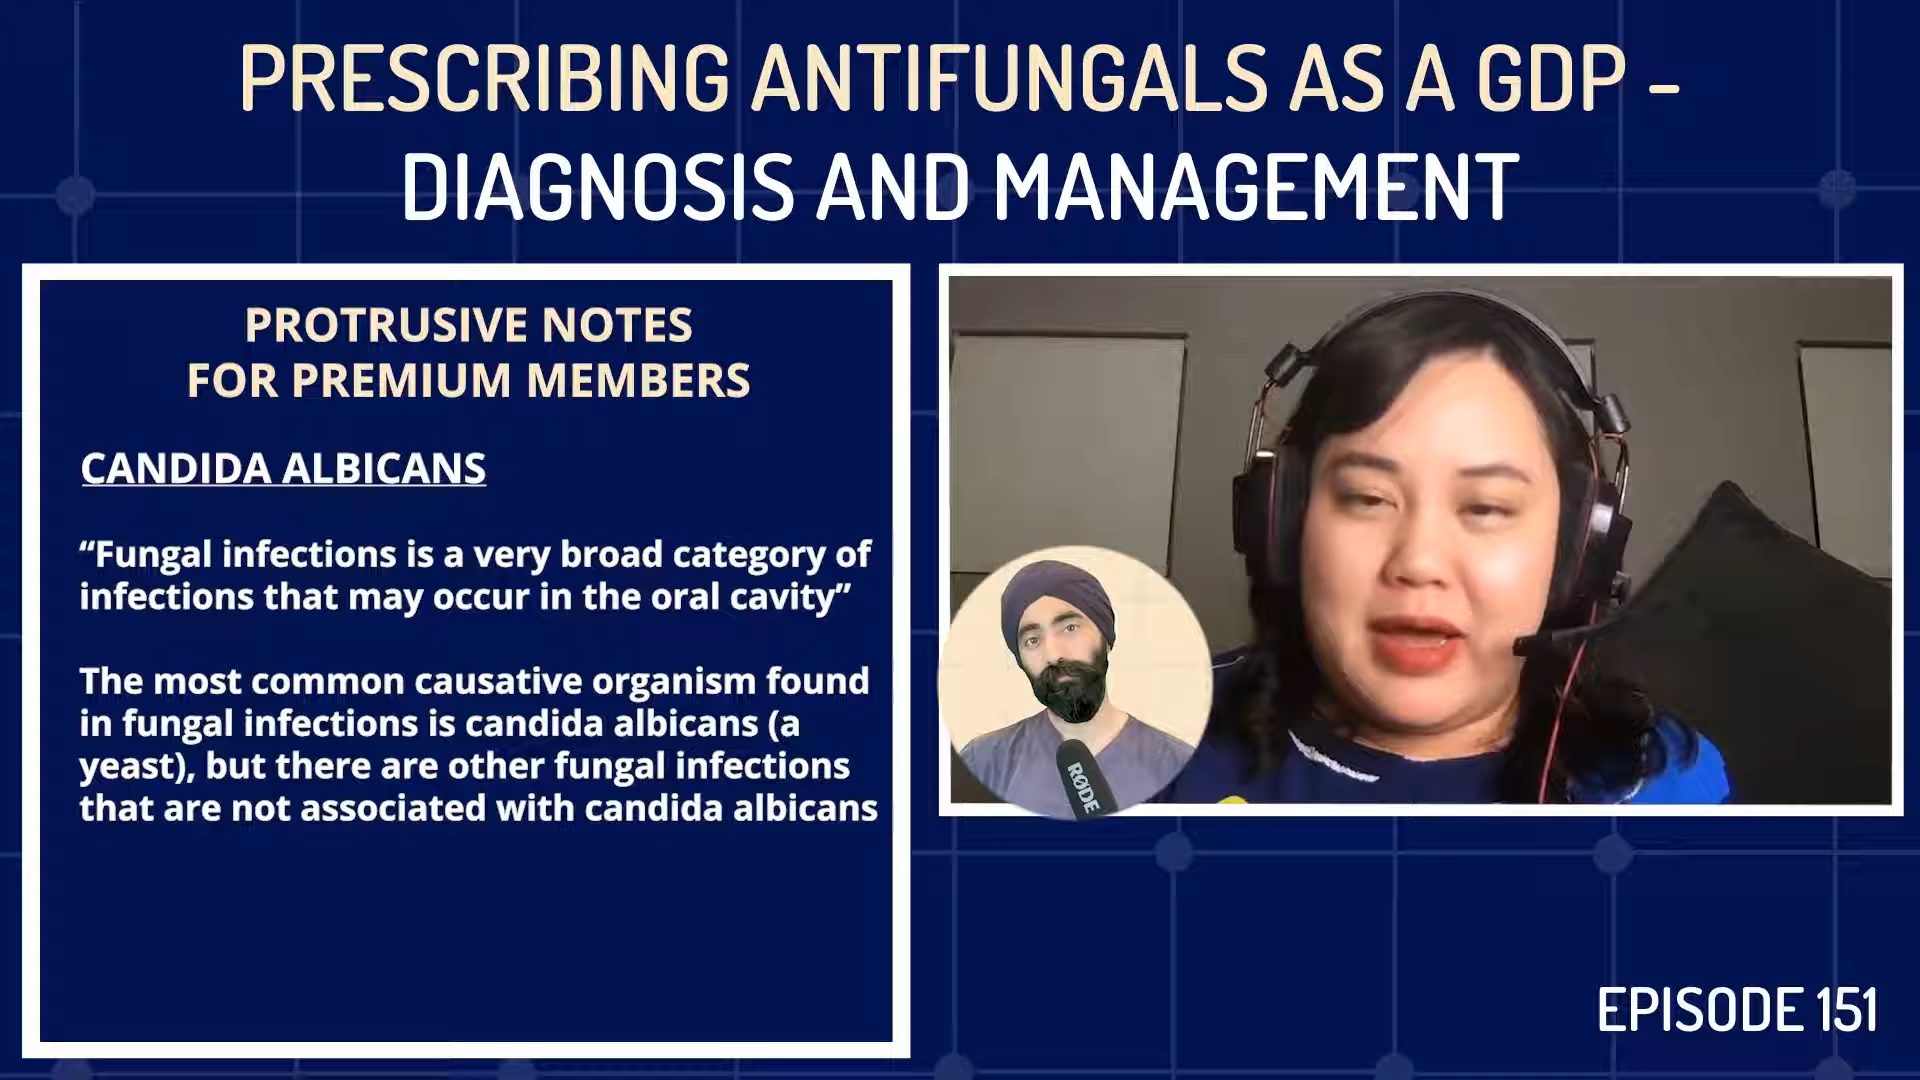 PRESCRIBING ANTIFUNGALS AS A GDP -
DIAGNOSIS AND MANAGEMENT
PROTRUSIVE NOTES
FOR PREMIUM MEMBERS
CANDIDA ALBICANS
“Fungal infections is a very broad category of
infections that may occur in the oral cavity”
The most common causative organism found
in fungal infections is candida albicans (a
yeast), but there are other fungal infections
that are not associated with candida albicans
RØDE
EPISODE 151